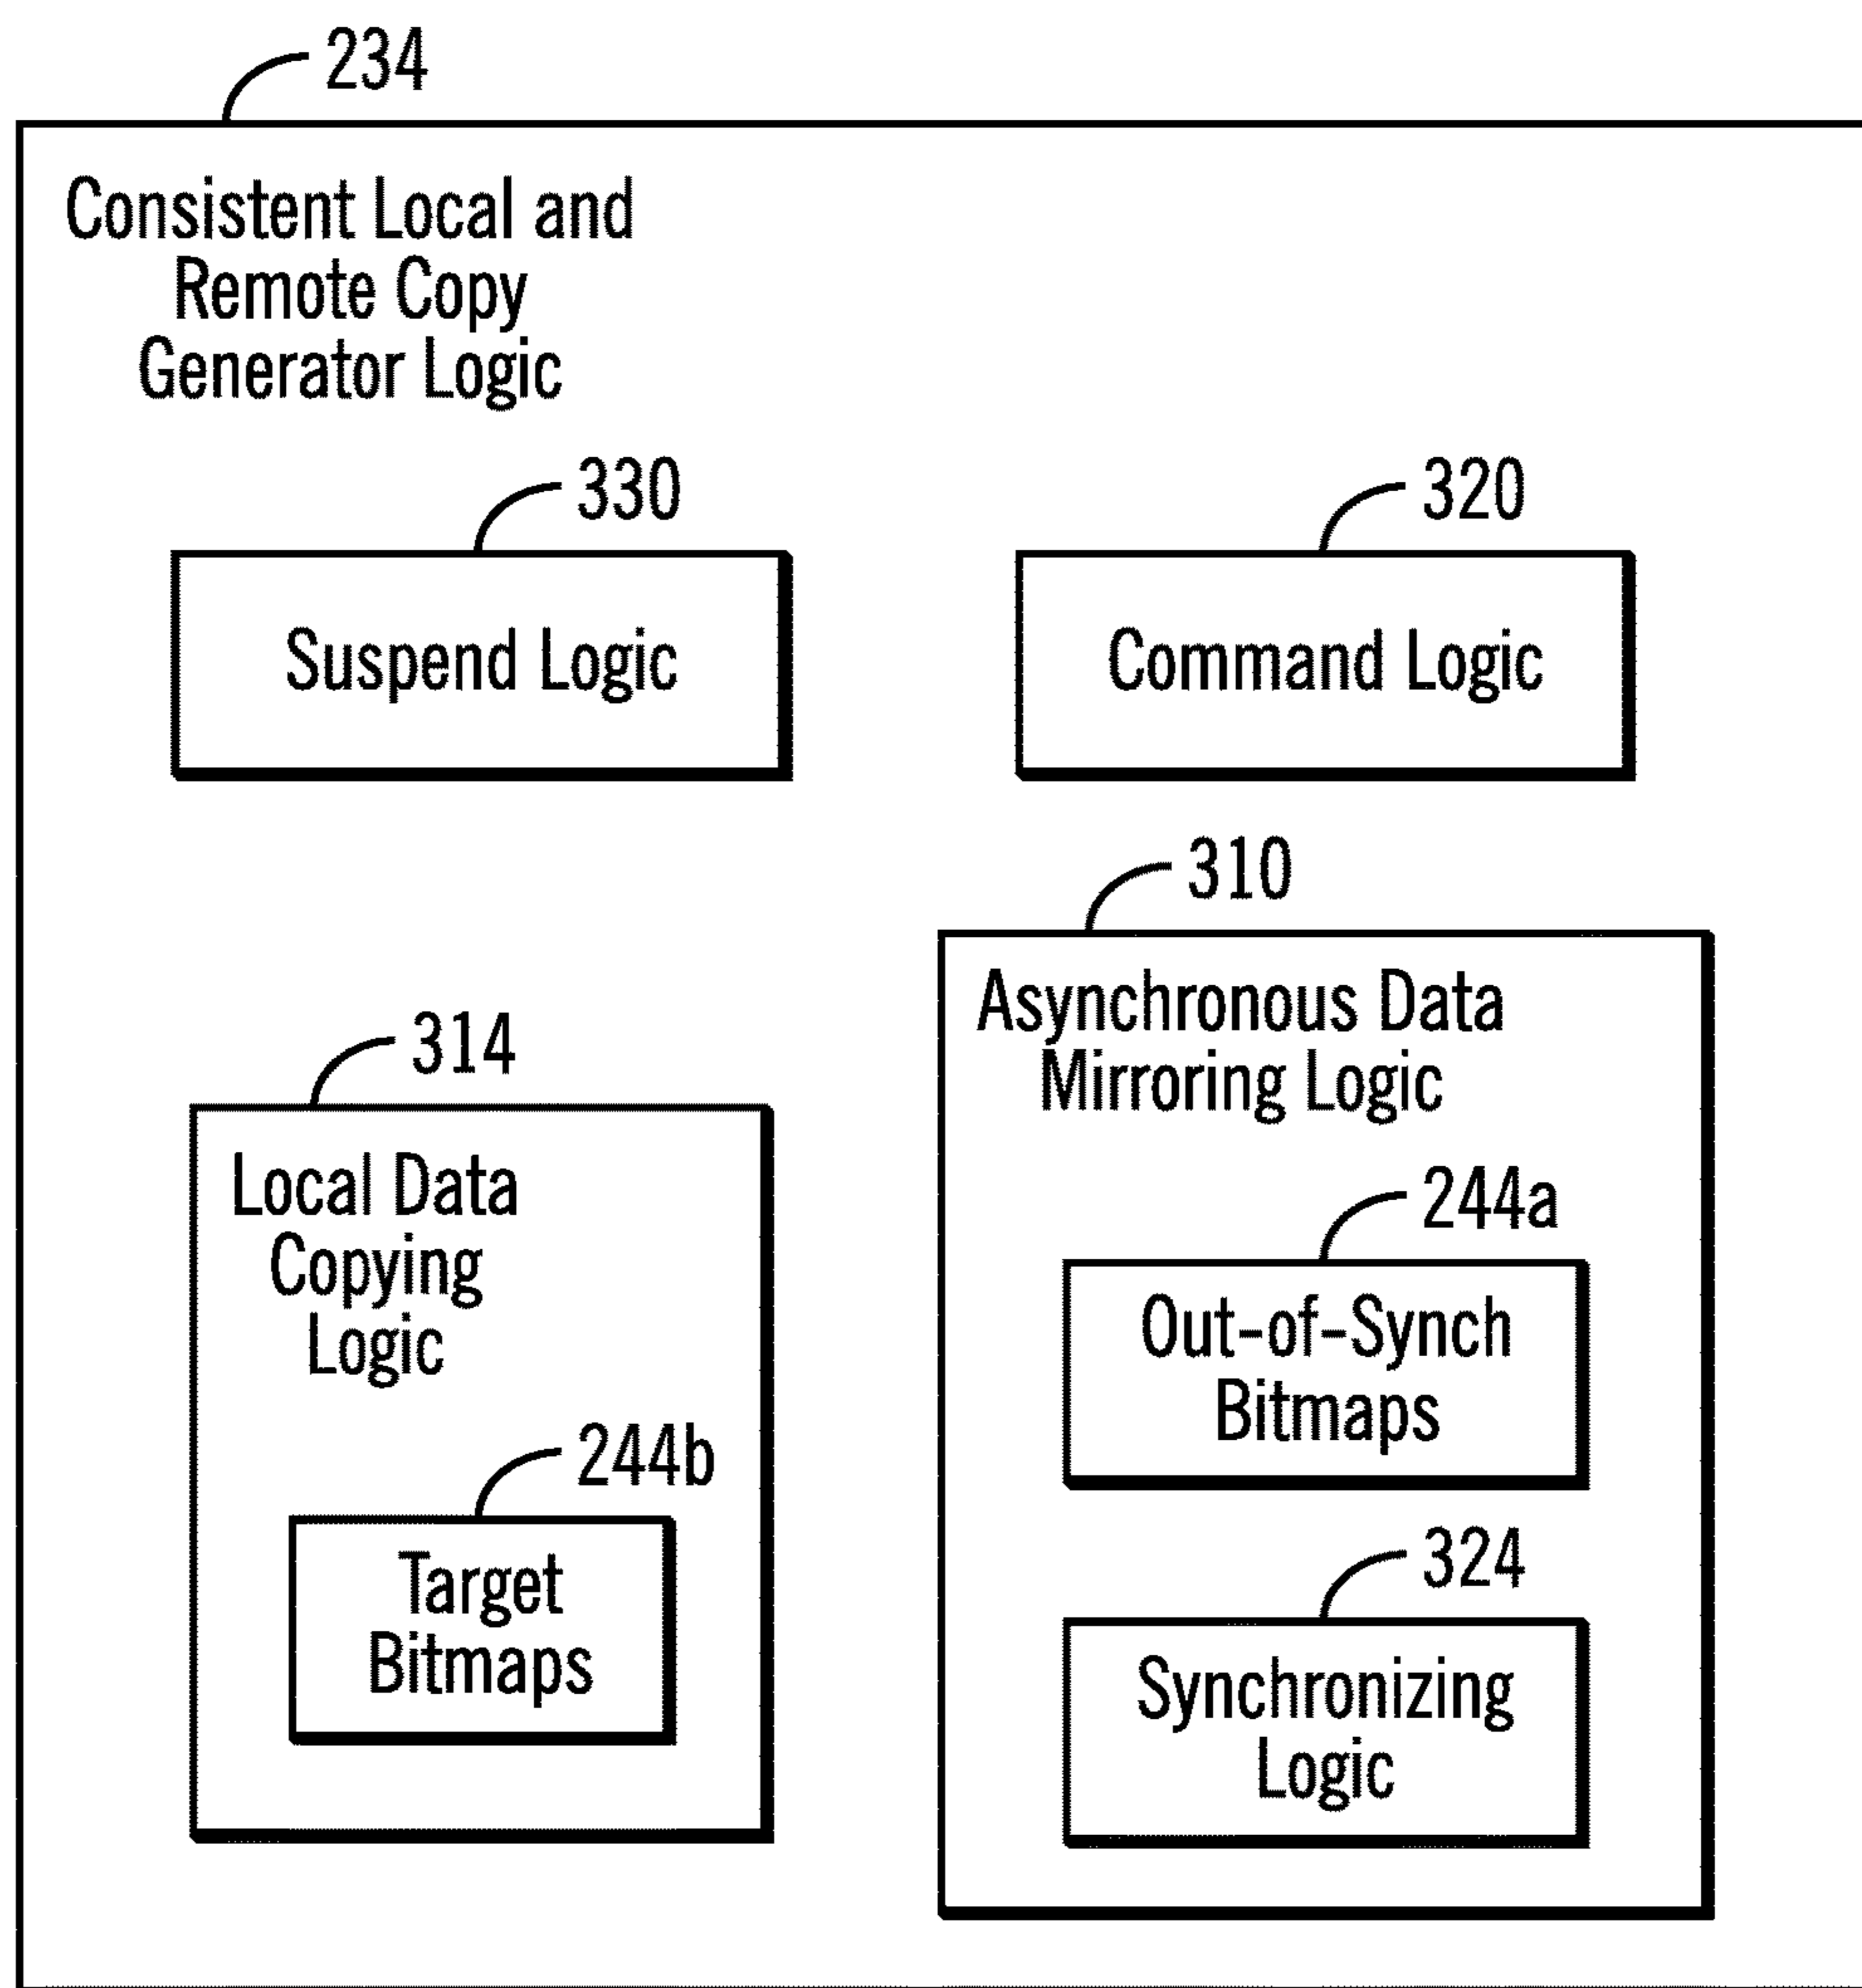 234
Consistent Local and
Remote Copy
Generator Logic
330
Suspend Logic
320
Command Logic
314
Local Data
Copying
Logic
244b
Target
Bitmaps
310
Asynchronous Data
Mirroring Logic
244a
Out-of-Synch
Bitmaps
324
Synchronizing
Logic